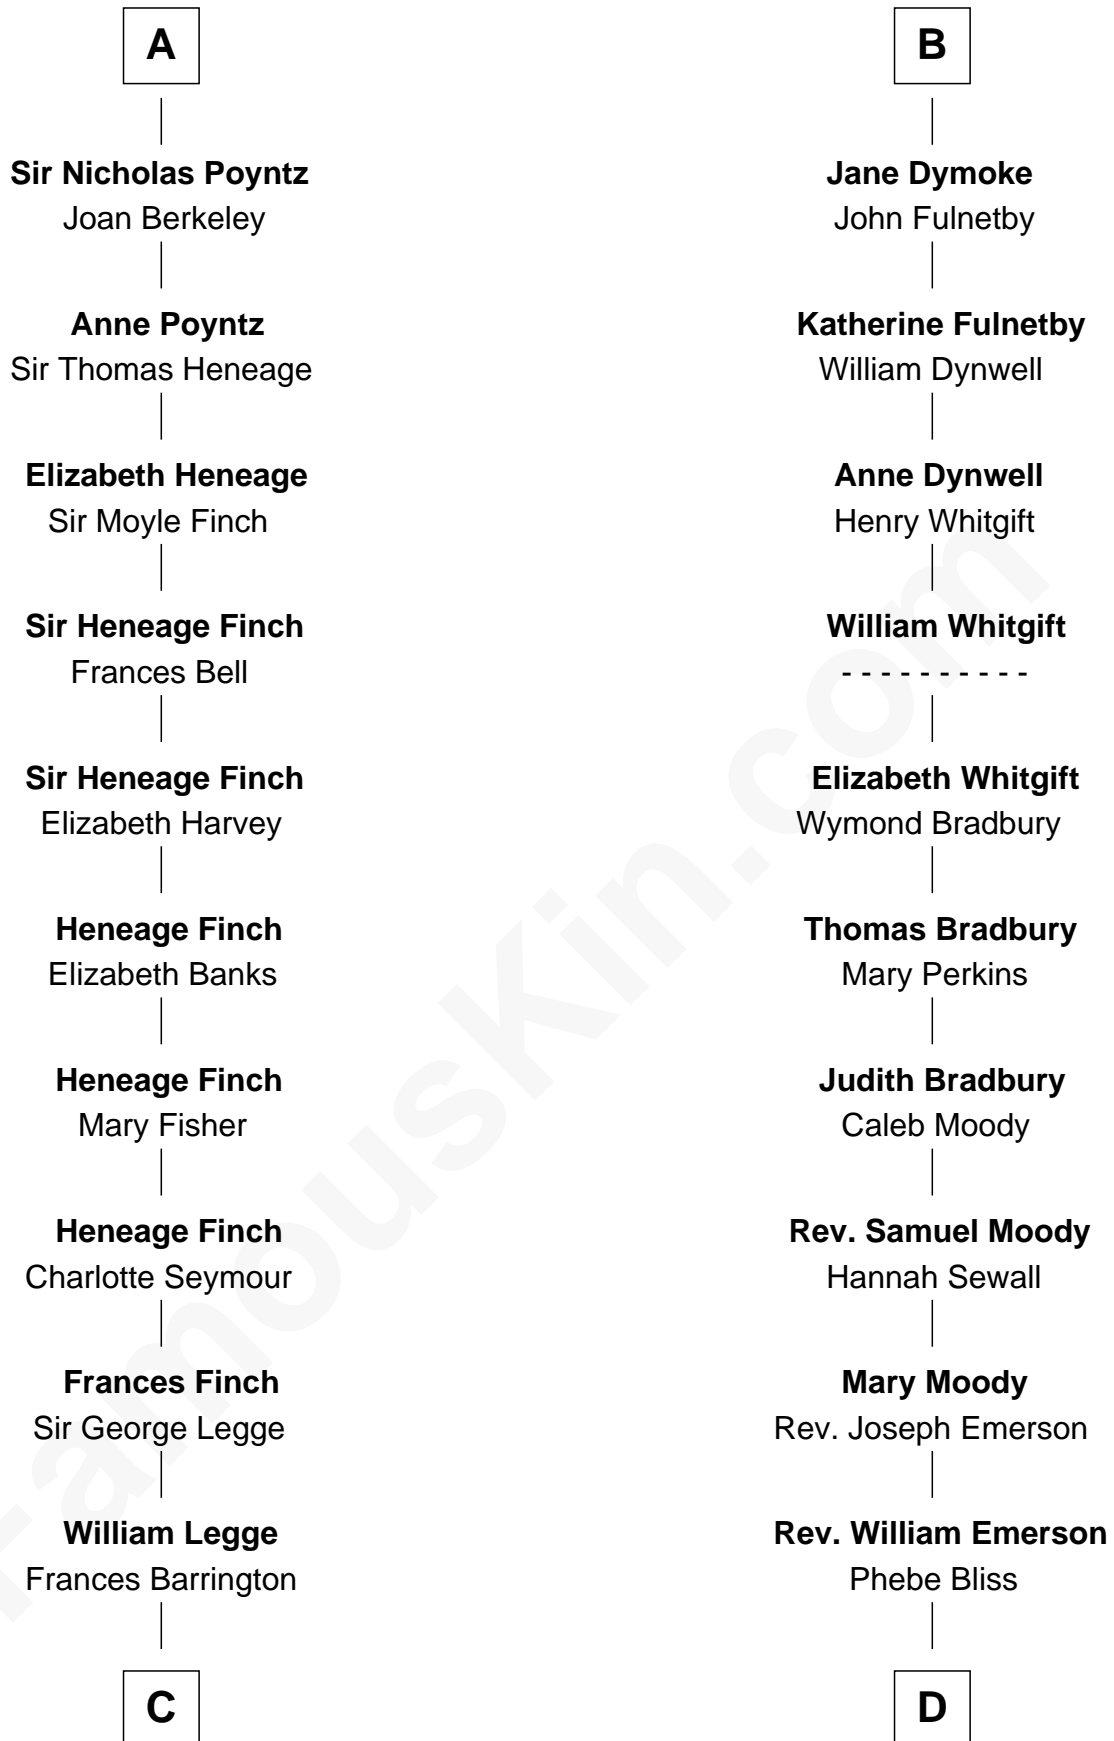 A
Sir Nicholas Poyntz
Joan Berkeley
Anne Poyntz
Sir Thomas Heneage
Elizabeth Heneage
Sir Moyle Finch
Sir Heneage Finch
Frances Bell
Sir Heneage Finch
Elizabeth Harvey
Heneage Finch
Elizabeth Banks
Heneage Finch
Mary Fisher
Heneage Finch
Charlotte Seymour
Frances Finch
Sir George Legge
William Legge
Frances Barrington
C
B
Jane Dymoke
John Fulnetby
Katherine Fulnetby
William Dynwell
Anne Dynwell
Henry Whitgift
William Whitgift
- - - - - - - - - -
Elizabeth Whitgift
Wymond Bradbury
Thomas Bradbury
Mary Perkins
Judith Bradbury
Caleb Moody
Rev. Samuel Moody
Hannah Sewall
Mary Moody
Rev. Joseph Emerson
Rev. William Emerson
Phebe Bliss
D
FamousKin.com